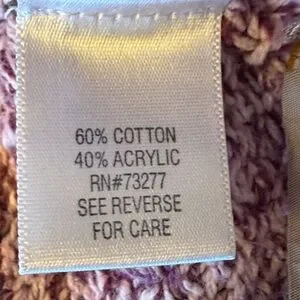 60% COTTON
40% ACRYLIC
RN#73277
SEE REVERSE
FOR CARE